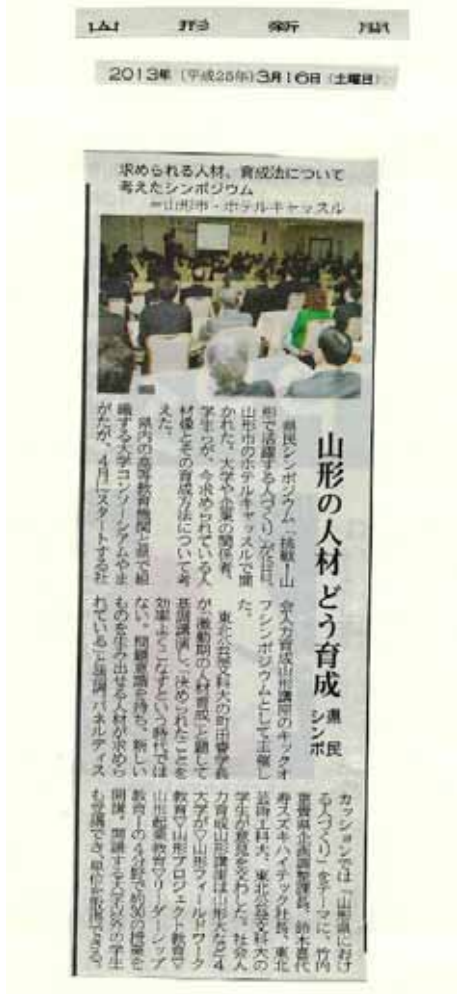 山形新聞
2013年(平成25年)3月16日(土曜日)
求められる人材、育成法について
考えたシンポジウム
=山形市・ホテルキャッスル
山形の人材どう育成
県民
シンポ
県民シンポジウム「挑戦!山
形で活躍する人づくり」が
山形市のホテルキャッスルで開
かれた。大学や企業の関係者、
学生らが、今求められている人
材像とその育成方法について考
えた。
県内の高等教育機関と県で組
織する大学コンソーシアムやま
がたが、4月にスタートする社
会人力育成山形講座のキックオ
フシンポジウムとして主催し
た。
東北公益文科大の町田睿学長
が「激動期の人材育成」と題して
基調講演し、「決められたことを
効率よくこなすという時代では
ない。問題意識を持ち、新しい
ものを生み出せる人材が求めら
れている」と強調。パネルディス
カッションでは「山形県におけ
る人づくり」をテーマに、竹内
県企画調整課長、鈴木喜代
寿スズキハイテック社長、東北
芸術工科大、東北公益文科大の
学生が意見を交わした。社会人
力育成山形講座は山形大など4
大学が▽山形フィールドワーク
教育▽山形プロジェクト教育▽
山形起業教育▽リーダーシップ
教育―の4分野で約30の授業を
開講。開講する大学以外の学生
も受講でき、単位を取得できる。